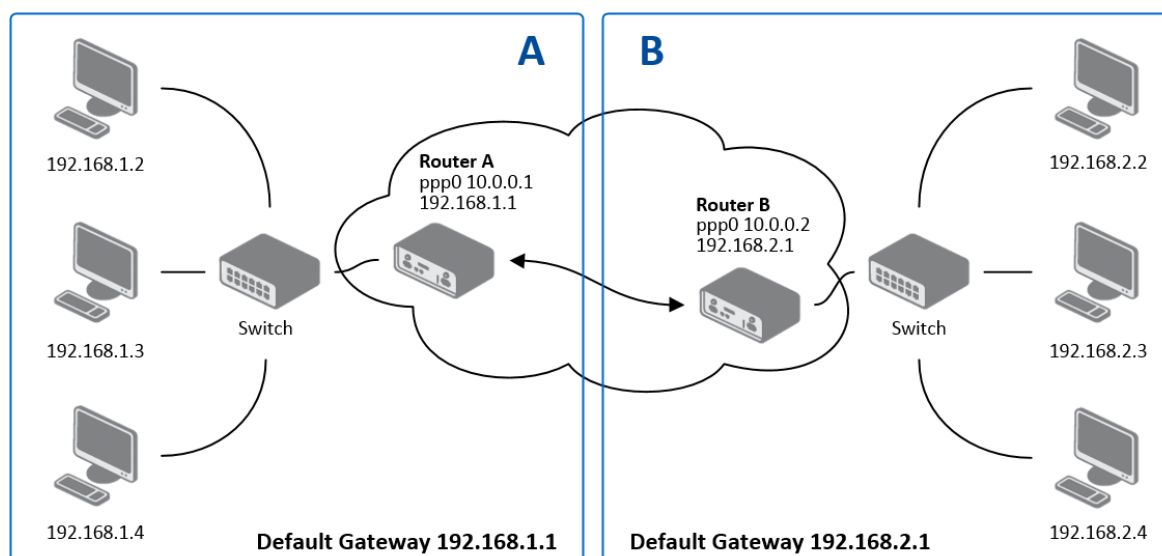 A
B
192.168.1.2
Router A
ppp0 10.0.0.1
192.168.1.1
Router B
ppp0 10.0.0.2
192.168.2.1
192.168.2.2
Switch
192.168.1.3
Switch
192.168.2.3
192.168.1.4
Default Gateway 192.168.1.1
Default Gateway 192.168.2.1
192.168.2.4